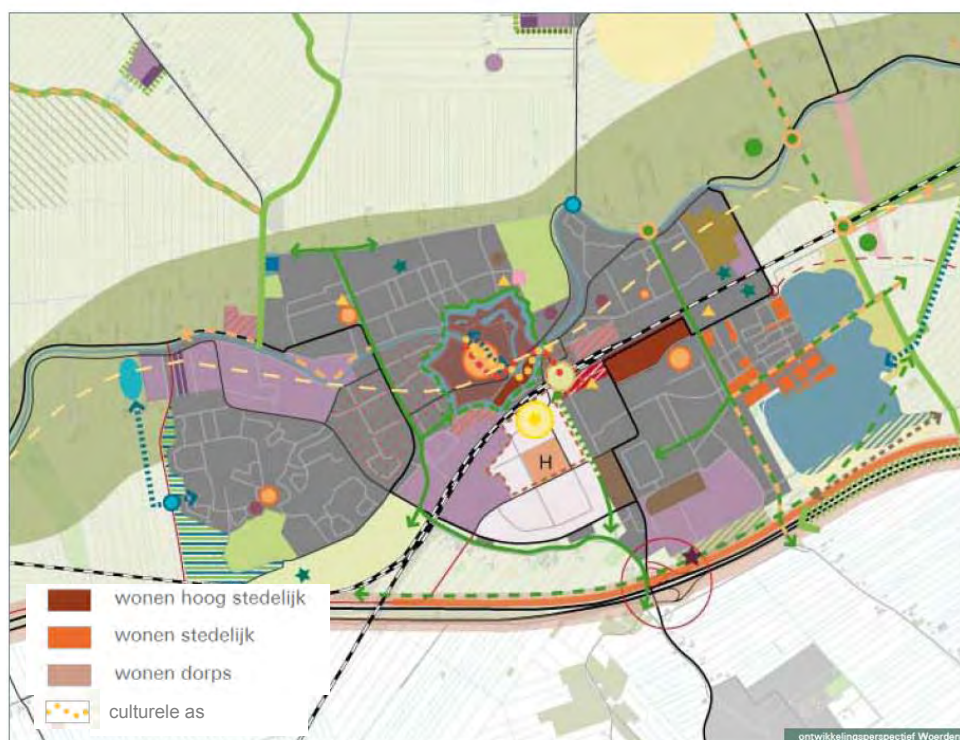 H
wonen hoog stedelijk
wonen stedelijk
wonen dorps
culturele as
ontwikkelingsperspectief Woerden